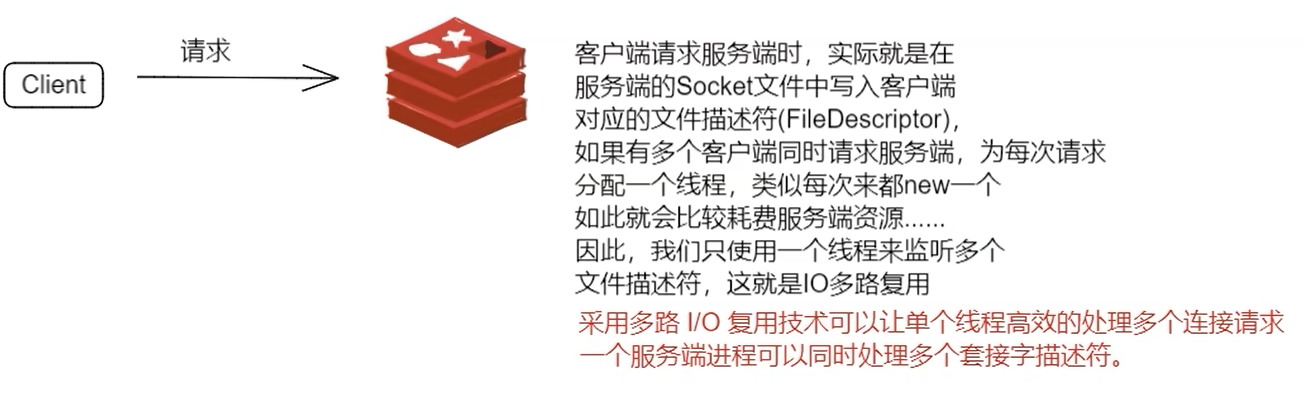 Client
请求
客户端请求服务端时，实际就是在
服务端的Socket文件中写入客户端
对应的文件描述符(FileDescriptor)，
如果有多个客户端同时请求服务端，为每次请求
分配一个线程，类似每次来都new一个
如此就会比较耗费服务端资源......
因此，我们只使用一个线程来监听多个
文件描述符，这就是IO多路复用
采用多路 I/O 复用技术可以让单个线程高效的处理多个连接请求
一个服务端进程可以同时处理多个套接字描述符。